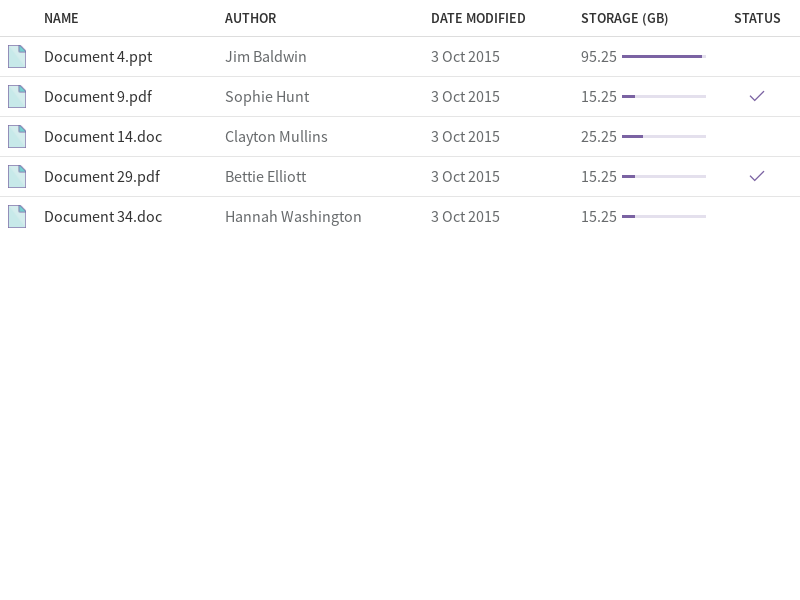 NAME AUTHOR DATE MODIFIED STORAGE (GB) STATUS
Document 4.ppt Jim Baldwin 3 Oct 2015 95.25
Document 9.pdf Sophie Hunt 3 Oct 2015 15.25
Document 14.doc Clayton Mullins 3 Oct 2015 25.25
Document 29.pdf Bettie Elliott 3 Oct 2015 15.25
Document 34.doc Hannah Washington 3 Oct 2015 15.25